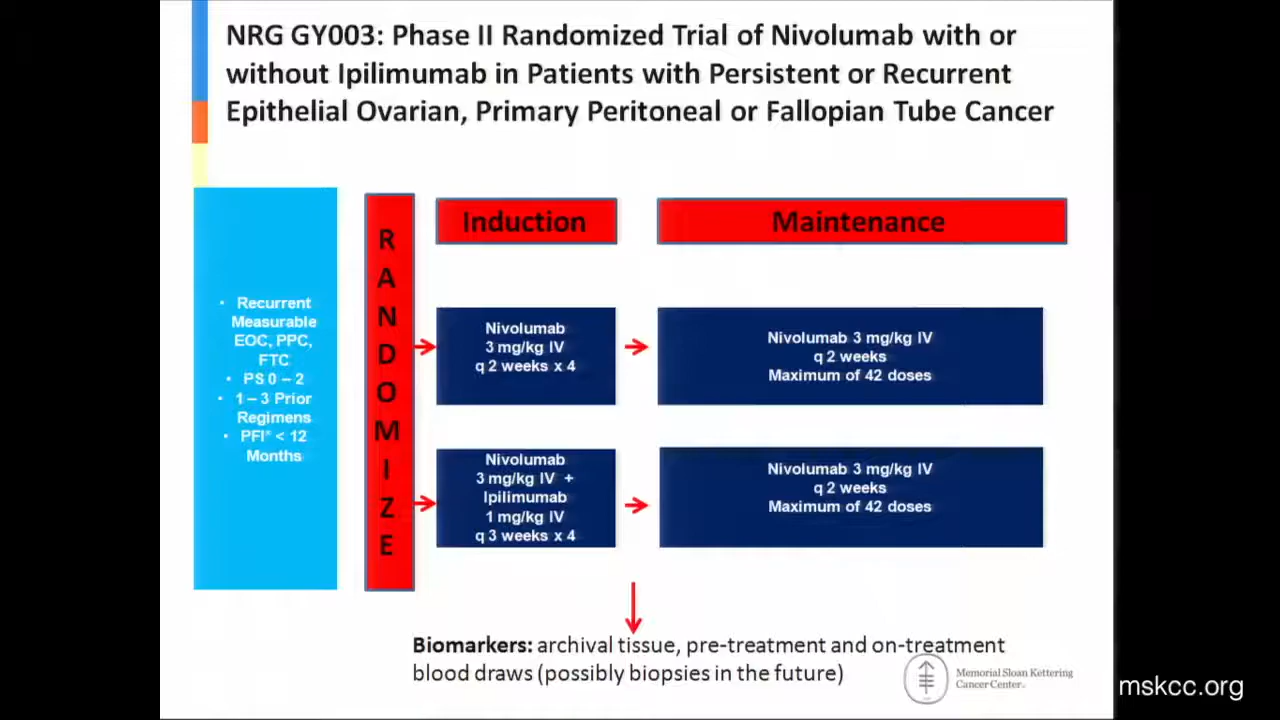 NRG GY003: Phase II Randomized Trial of Nivolumab with or
without Ipilimumab in Patients with Persistent or Recurrent
Epithelial Ovarian, Primary Peritoneal or Fallopian Tube Cancer
• Recurrent
Measurable
EOC, PPC,
FTC
• PS 0 – 2
• 1 – 3 Prior
Regimens
• PFI* < 12
Months
R
A
N
D
O
M
I
Z
E
Induction
Maintenance
Nivolumab
3 mg/kg IV
q 2 weeks x 4
Nivolumab 3 mg/kg IV
q 2 weeks
Maximum of 42 doses
Nivolumab
3 mg/kg IV +
Ipilimumab
1 mg/kg IV
q 3 weeks x 4
Nivolumab 3 mg/kg IV
q 2 weeks
Maximum of 42 doses
Biomarkers: archival tissue, pre-treatment and on-treatment
blood draws (possibly biopsies in the future)
Memorial Sloan Kettering
Cancer Center
mskcc.org